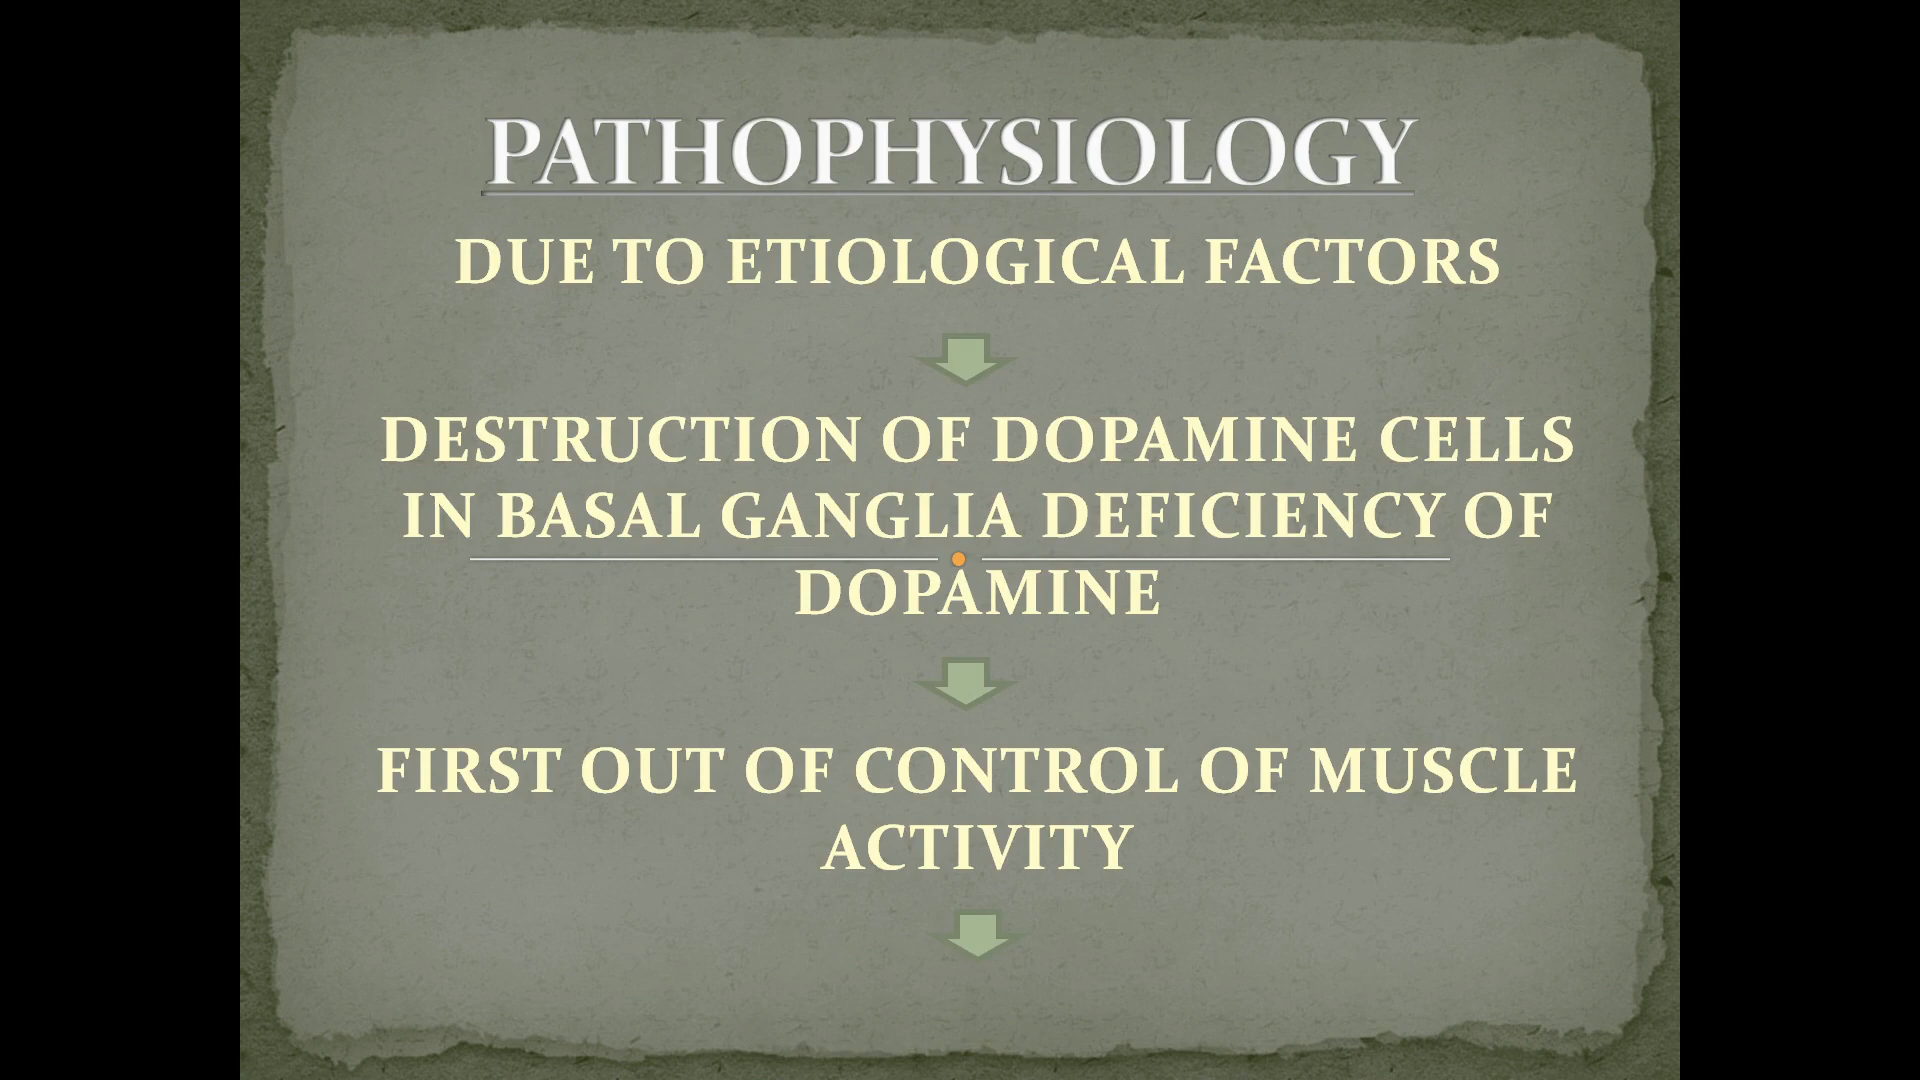 PATHOPHYSIOLOGY
DUE TO ETIOLOGICAL FACTORS
DESTRUCTION OF DOPAMINE CELLS
IN BASAL GANGLIA DEFICIENCY OF
DOPAMINE
FIRST OUT OF CONTROL OF MUSCLE
ACTIVITY